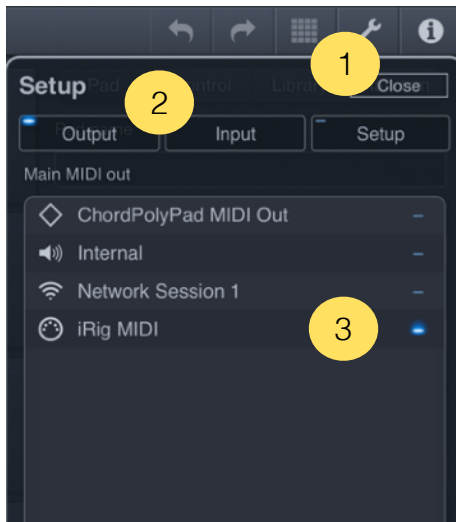 1
Setup Close
2
Output Input Setup
Main MIDI out
ChordPolyPad MIDI Out
Internal
Network Session 1
iRig MIDI 3